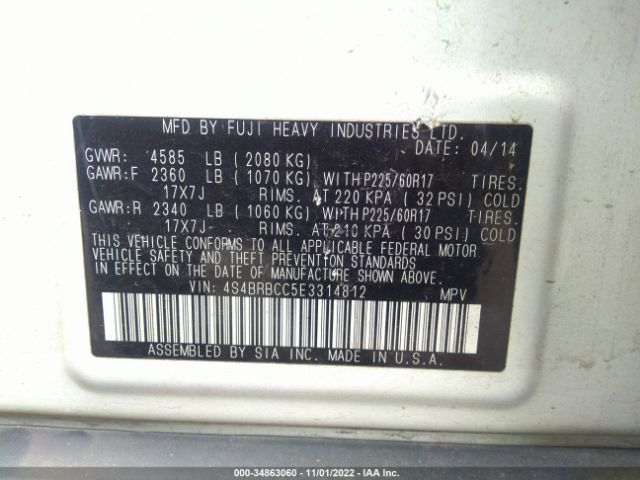 MFD BY FUJI HEAVY INDUSTRIES LTD.
DATE: 04/14
GVWR: 4585 LB ( 2080 KG)
GAWR:F 2360 LB ( 1070 KG) WITH P225/60R17 TIRES.
17X7J RIMS. AT 220 KPA ( 32 PSI) COLD
GAWR:R 2340 LB ( 1060 KG) WITH P225/60R17 TIRES.
17X7J RIMS. AT 210 KPA ( 30 PSI) COLD
THIS VEHICLE CONFORMS TO ALL APPLICABLE FEDERAL MOTOR
VEHICLE SAFETY AND THEFT PREVENTION STANDARDS
IN EFFECT ON THE DATE OF MANUFACTURE SHOWN ABOVE.
VIN: 4S4BRBCC5E3314812 MPV
ASSEMBLED BY SIA INC. MADE IN U.S.A.
000-34863060 - 11/01/2022 - IAA Inc.